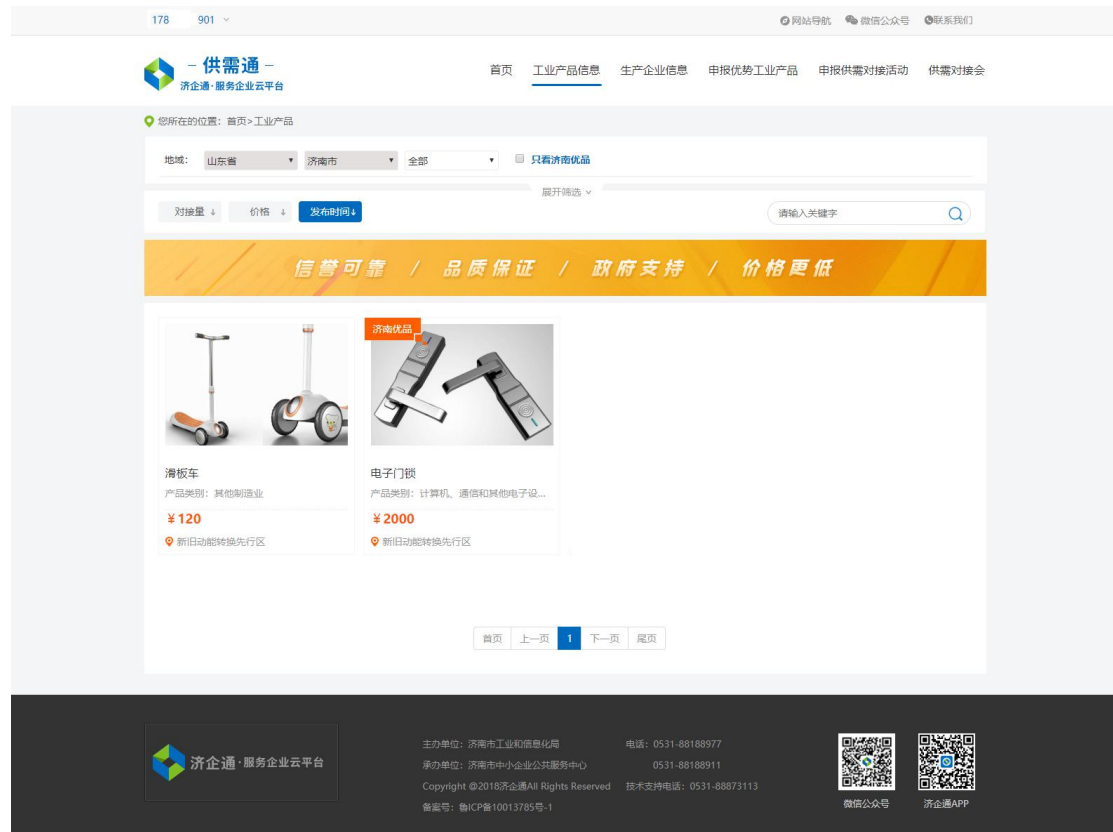 178 901
网站导航 微信公众号 联系我们
- 供需通 -
济企通·服务企业云平台
首页 工业产品信息 生产企业信息 申报优势工业产品 申报供需对接活动 供需对接会
您所在的位置：首页>工业产品
地域： 山东省 济南市 全部 只看济南优品
展开筛选
对接量↓ 价格 ↓ 发布时间↓ 请输入关键字
信誉可靠 / 品质保证 / 政府支持 / 价格更低
济南优品
滑板车
产品类别：其他制造业
¥120
新旧动能转换先行区
电子门锁
产品类别：计算机、通信和其他电子设...
¥2000
新旧动能转换先行区
首页 上一页 1 下一页 尾页
济企通·服务企业云平台
主办单位：济南市工业和信息化局
承办单位：济南市中小企业公共服务中心
Copyright @2018济企通All Rights Reserved
备案号：鲁ICP备10013785号-1
电话：0531-88188977
0531-88188911
技术支持电话：0531-88873113
微信公众号
济企通APP